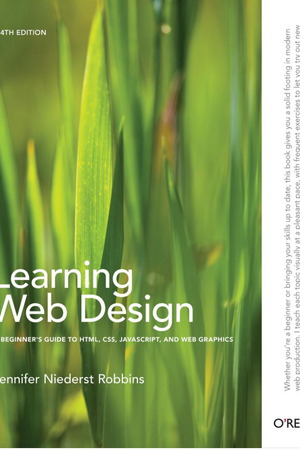 4TH EDITION
Learning
Web Design
BEGINNER'S GUIDE TO HTML, CSS, JAVASCRIPT, AND WEB GRAPHICS
ennifer Niederst Robbins
Whether you're a beginner or bringing your skills up to date, this book gives you a solid footing in modern
web production. I teach each topic visually at a pleasant pace, with frequent exercises to let you try out new
O'RE